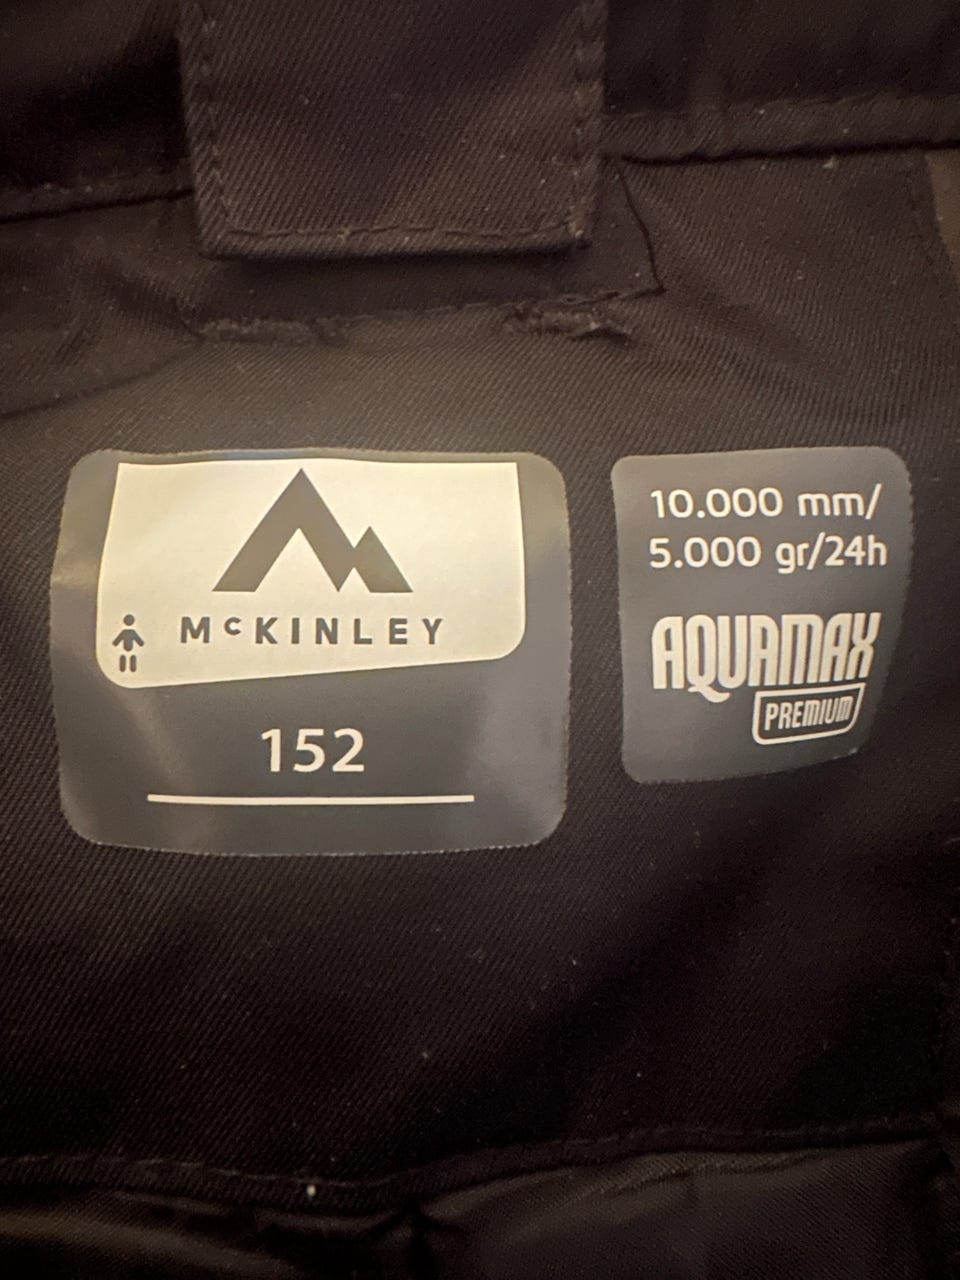 McKINLEY
152
10.000 mm/
5.000 gr/24h
AQUAMAX
PREMIUM